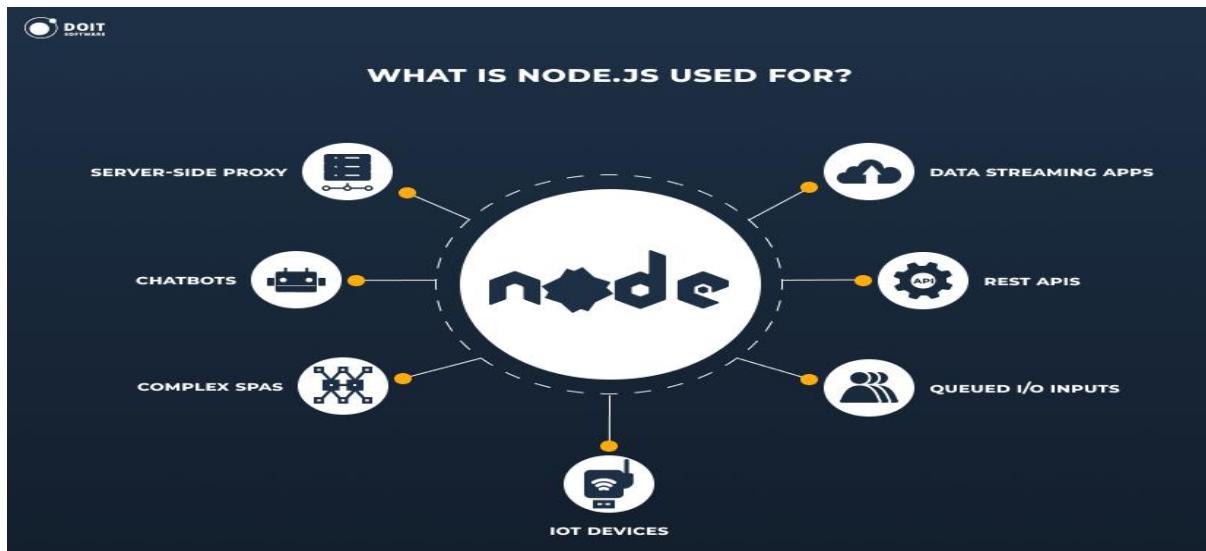 DOIT
SOFTWARE
WHAT IS NODE.JS USED FOR?
SERVER-SIDE PROXY
DATA STREAMING APPS
CHATBOTS
node
API
REST APIS
COMPLEX SPAS
QUEUED I/O INPUTS
IOT DEVICES